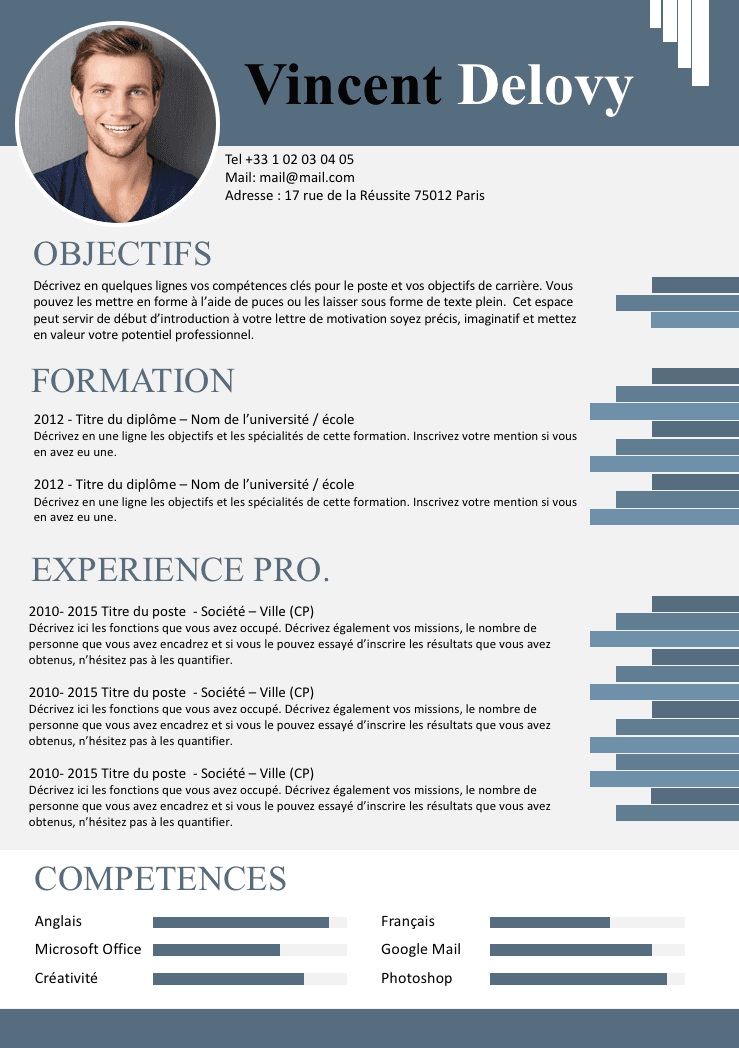 Vincent Delovy
Tel +33 1 02 03 04 05
Mail: mail@mail.com
Adresse : 17 rue de la Réussite 75012 Paris
OBJECTIFS
Décrivez en quelques lignes vos compétences clés pour le poste et vos objectifs de carrière. Vous
pouvez les mettre en forme à l’aide de puces ou les laisser sous forme de texte plein.  Cet espace
peut servir de début d’introduction à votre lettre de motivation soyez précis, imaginatif et mettez
en valeur votre potentiel professionnel.
FORMATION
2012 - Titre du diplôme – Nom de l’université / école
Décrivez en une ligne les objectifs et les spécialités de cette formation. Inscrivez votre mention si vous
en avez eu une.
2012 - Titre du diplôme – Nom de l’université / école
Décrivez en une ligne les objectifs et les spécialités de cette formation. Inscrivez votre mention si vous
en avez eu une.
EXPERIENCE PRO.
2010- 2015 Titre du poste  - Société – Ville (CP)
Décrivez ici les fonctions que vous avez occupé. Décrivez également vos missions, le nombre de
personne que vous avez encadrez et si vous le pouvez essayé d’inscrire les résultats que vous avez
obtenus, n’hésitez pas à les quantifier.
2010- 2015 Titre du poste  - Société – Ville (CP)
Décrivez ici les fonctions que vous avez occupé. Décrivez également vos missions, le nombre de
personne que vous avez encadrez et si vous le pouvez essayé d’inscrire les résultats que vous avez
obtenus, n’hésitez pas à les quantifier.
2010- 2015 Titre du poste  - Société – Ville (CP)
Décrivez ici les fonctions que vous avez occupé. Décrivez également vos missions, le nombre de
personne que vous avez encadrez et si vous le pouvez essayé d’inscrire les résultats que vous avez
obtenus, n’hésitez pas à les quantifier.
COMPETENCES
Anglais
Microsoft Office
Créativité
Français
Google Mail
Photoshop